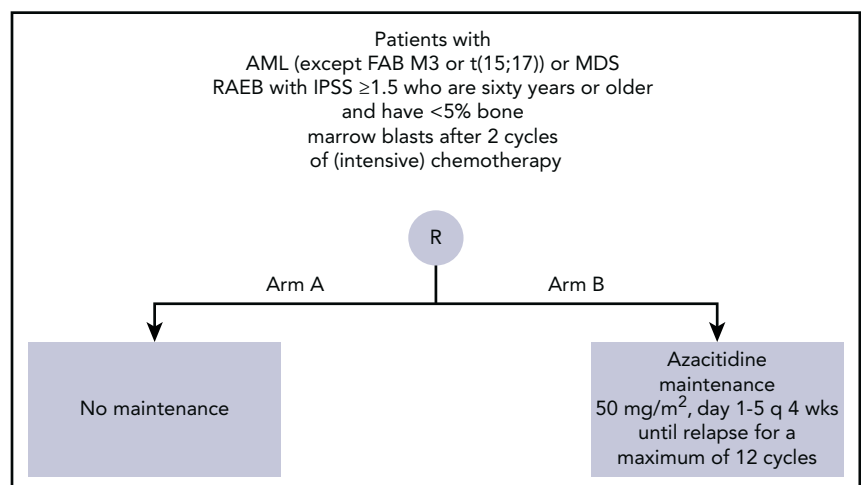 Patients with
AML (except FAB M3 or t(15;17)) or MDS
RAEB with IPSS ≥1.5 who are sixty years or older
and have <5% bone
marrow blasts after 2 cycles
of (intensive) chemotherapy
R
Arm A
Arm B
No maintenance
Azacitidine
maintenance
50 mg/m², day 1-5 q 4 wks
until relapse for a
maximum of 12 cycles